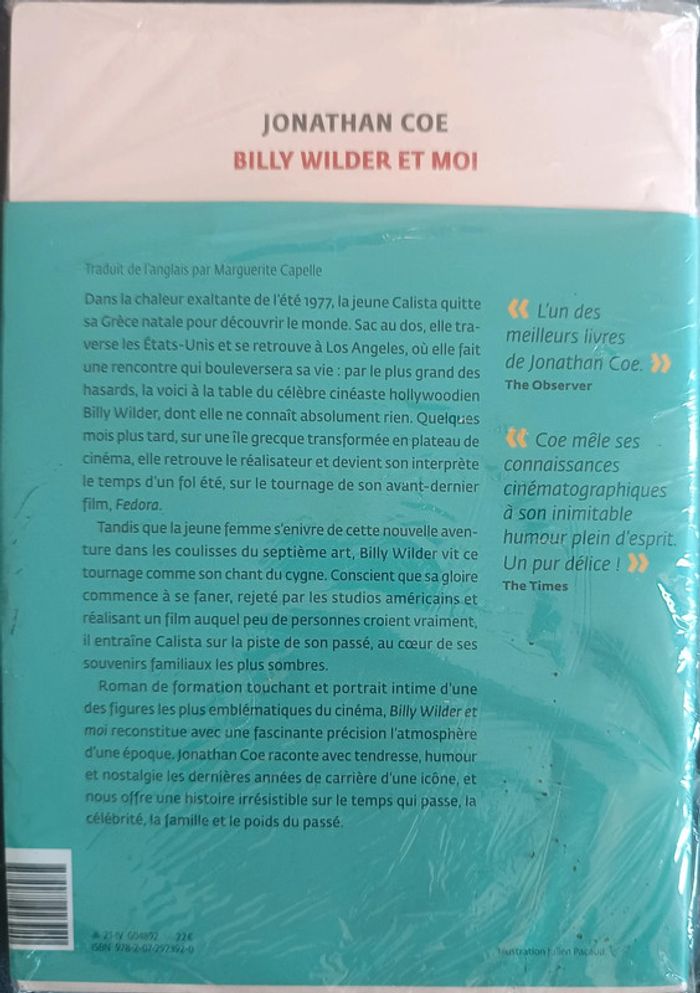 JONATHAN COE
BILLY WILDER ET MOI
Traduit de l'anglais par Marguerite Capelle
Dans la chaleur exaltante de l'été 1977, la jeune Calista quitte
sa Grèce natale pour découvrir le monde. Sac au dos, elle tra-
verse les États-Unis et se retrouve à Los Angeles, où elle fait
une rencontre qui bouleversera sa vie : par le plus grand des
hasards, la voici à la table du célèbre cinéaste hollywoodien
Billy Wilder, dont elle ne connaît absolument rien. Quelques
mois plus tard, sur une île grecque transformée en plateau de
cinéma, elle retrouve le réalisateur et devient son interprète
le temps d'un fol été, sur le tournage de son avant-dernier
film, Fedora.
Tandis que la jeune femme s'enivre de cette nouvelle aven-
ture dans les coulisses du septième art, Billy Wilder vit ce
tournage comme son chant du cygne. Conscient que sa gloire
commence à se faner, rejeté par les studios américains et
réalisant un film auquel peu de personnes croient vraiment,
il entraîne Calista sur la piste de son passé, au cœur de ses
souvenirs familiaux les plus sombres.
Roman de formation touchant et portrait intime d'une
des figures les plus emblématiques du cinéma, Billy Wilder et
moi reconstitue avec une fascinante précision l'atmosphère
d'une époque. Jonathan Coe raconte avec tendresse, humour
et nostalgie les dernières années de carrière d'une icône, et
nous offre une histoire irrésistible sur le temps qui passe, la
célébrité, la famille et le poids du passé.
« L'un des
meilleurs livres
de Jonathan Coe. »
The Observer
« Coe mêle ses
connaissances
cinématographiques
à son inimitable
humour plein d'esprit.
Un pur délice ! »
The Times
21-IV G04892 22€
ISBN 978-2-07-292392-0
Illustration Julien Pacaud